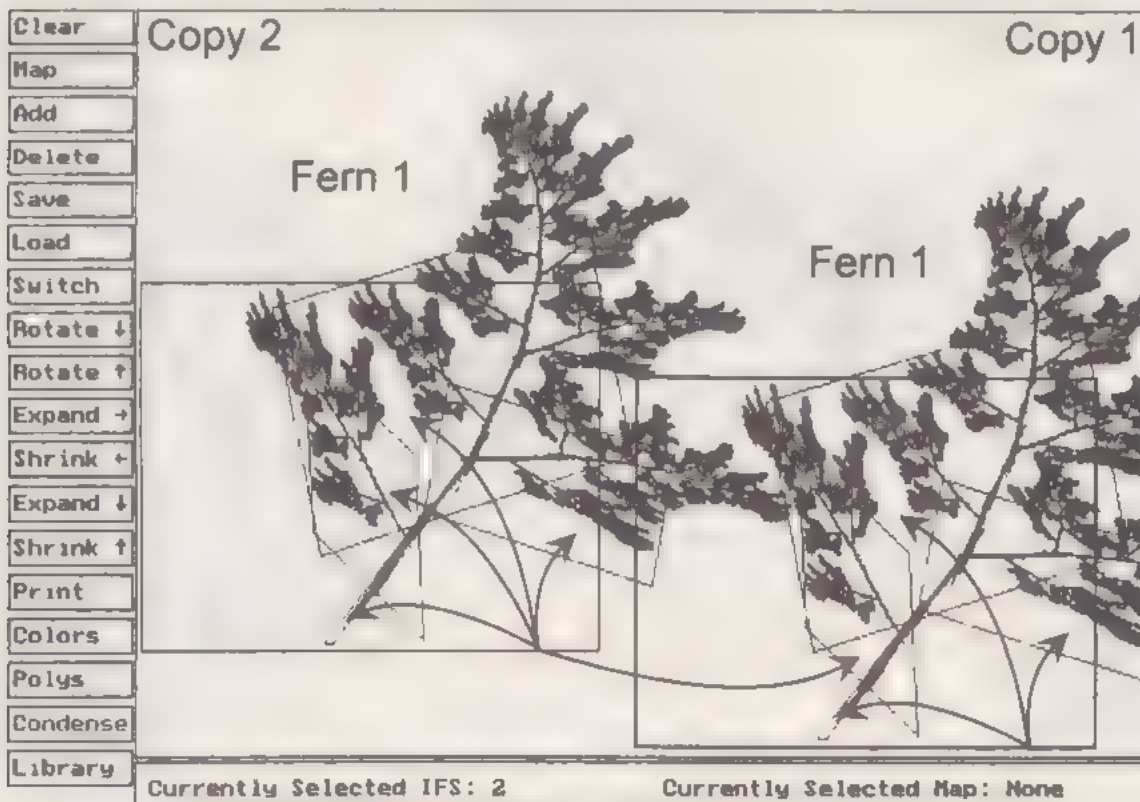 Clear
Map
Add
Delete
Save
Load
Switch
Rotate ↓
Rotate ↑
Expand →
Shrink ←
Expand ↓
Shrink ↑
Print
Colors
Polys
Condense
Library
Copy 2
Copy 1
Fern 1
Fern 1
Currently Selected IFS: 2
Currently Selected Map: None